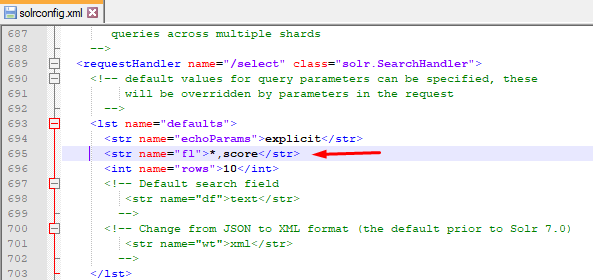 solrconfig.xml
687 queries across multiple shards
688 -->
689 <requestHandler name="/select" class="solr.SearchHandler">
690 <!-- default values for query parameters can be specified, these
691 will be overridden by parameters in the request
692 -->
693 <lst name="defaults">
694 <str name="echoParams">explicit</str>
695 <str name="fl">*,score</str>
696 <int name="rows">10</int>
697 <!-- Default search field
698 <str name="df">text</str>
699 -->
700 <!-- Change from JSON to XML format (the default prior to Solr 7.0)
701 <str name="wt">xml</str>
702 -->
703 </lst>